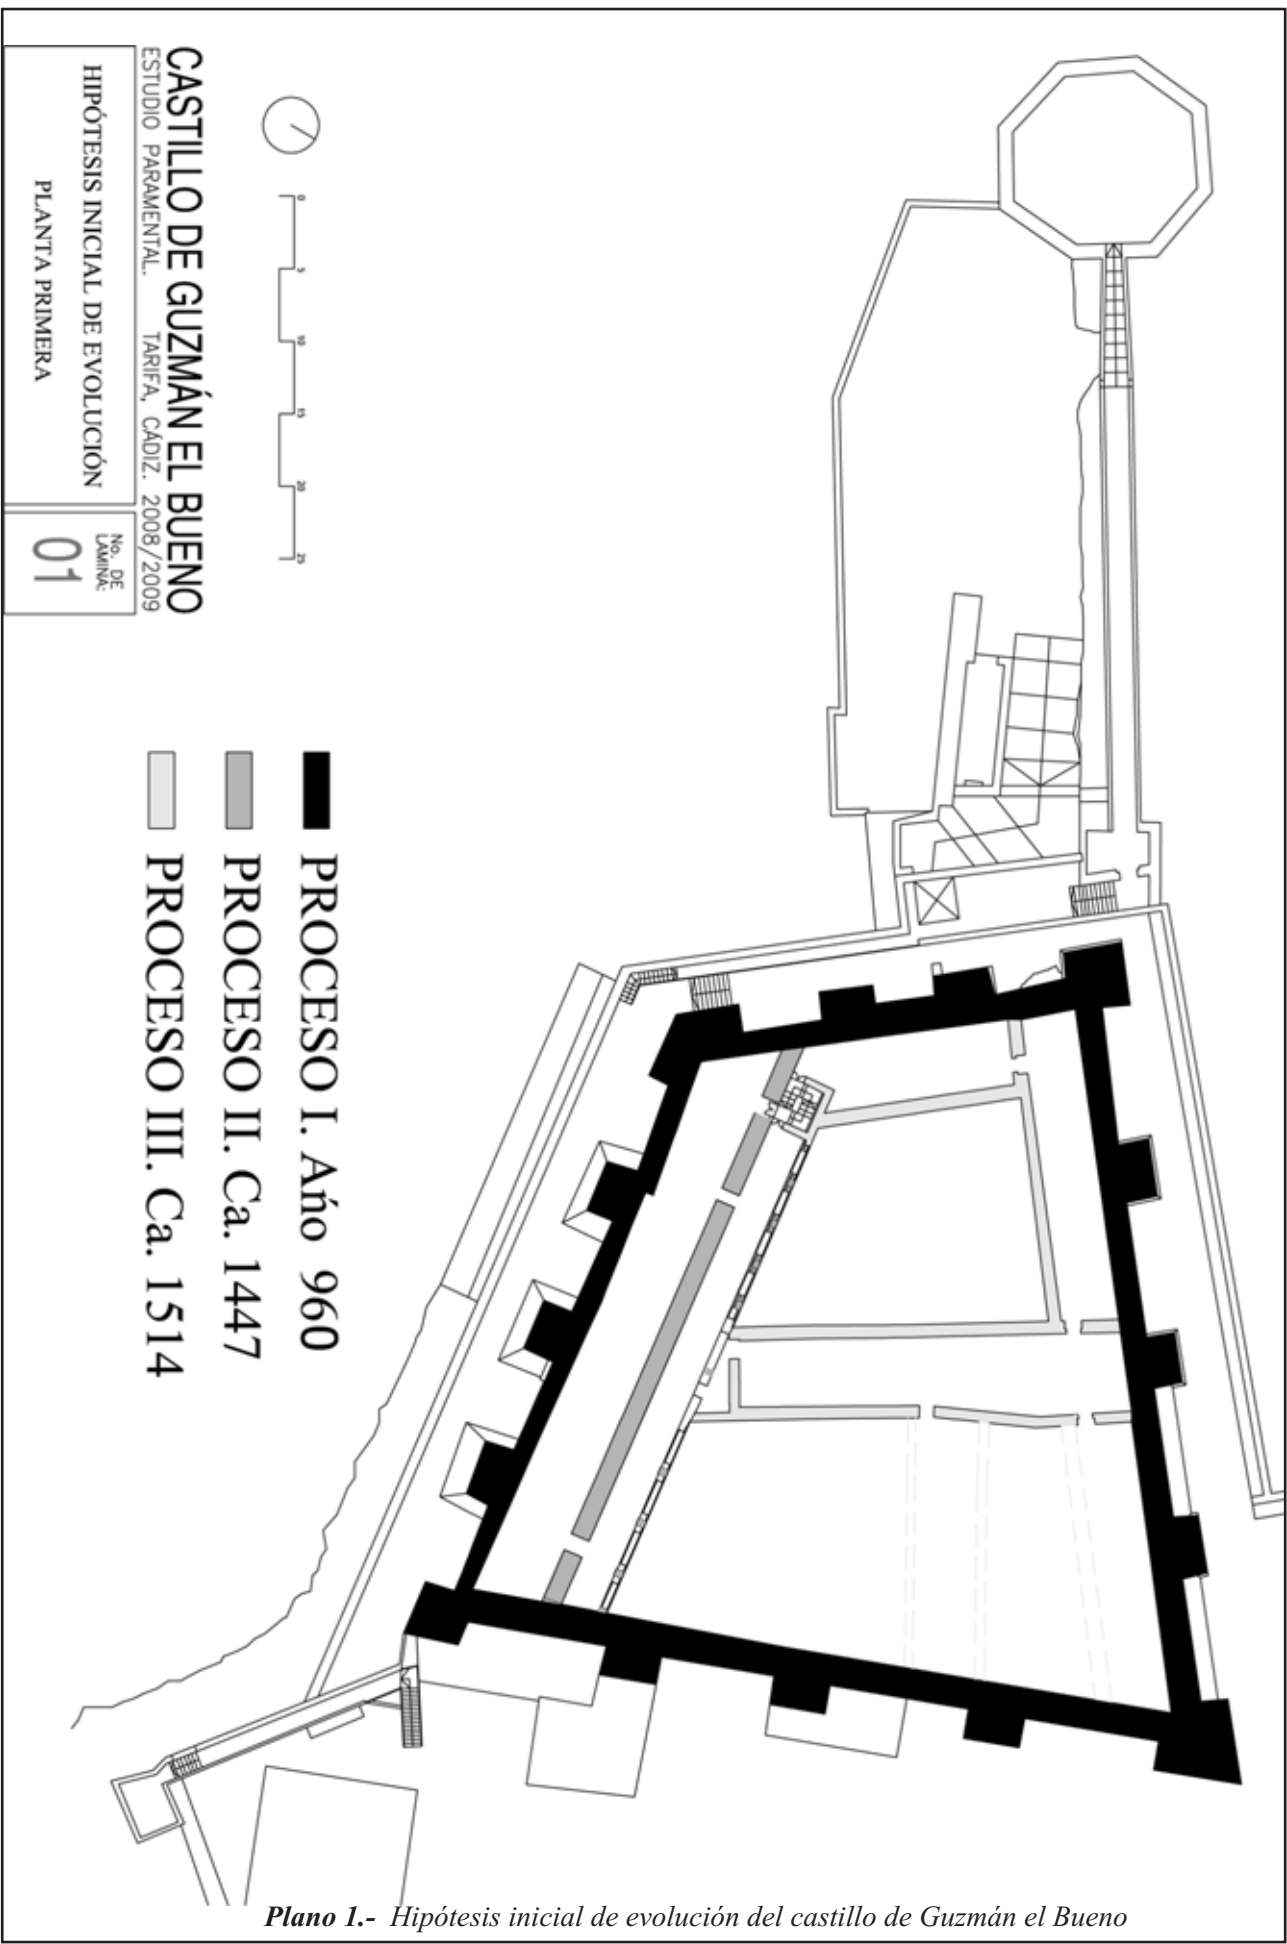 CASTILLO DE GUZMÁN EL BUENO
ESTUDIO PARAMENTAL. TARIFA, CÁDIZ. 2008/2009
HIPÓTESIS INICIAL DE EVOLUCIÓN
PLANTA PRIMERA
No. DE
LAMINA:
01
0 5 10 15 20 25
PROCESO I. Año 960
PROCESO II. Ca. 1447
PROCESO III. Ca. 1514
Plano 1.- Hipótesis inicial de evolución del castillo de Guzmán el Bueno